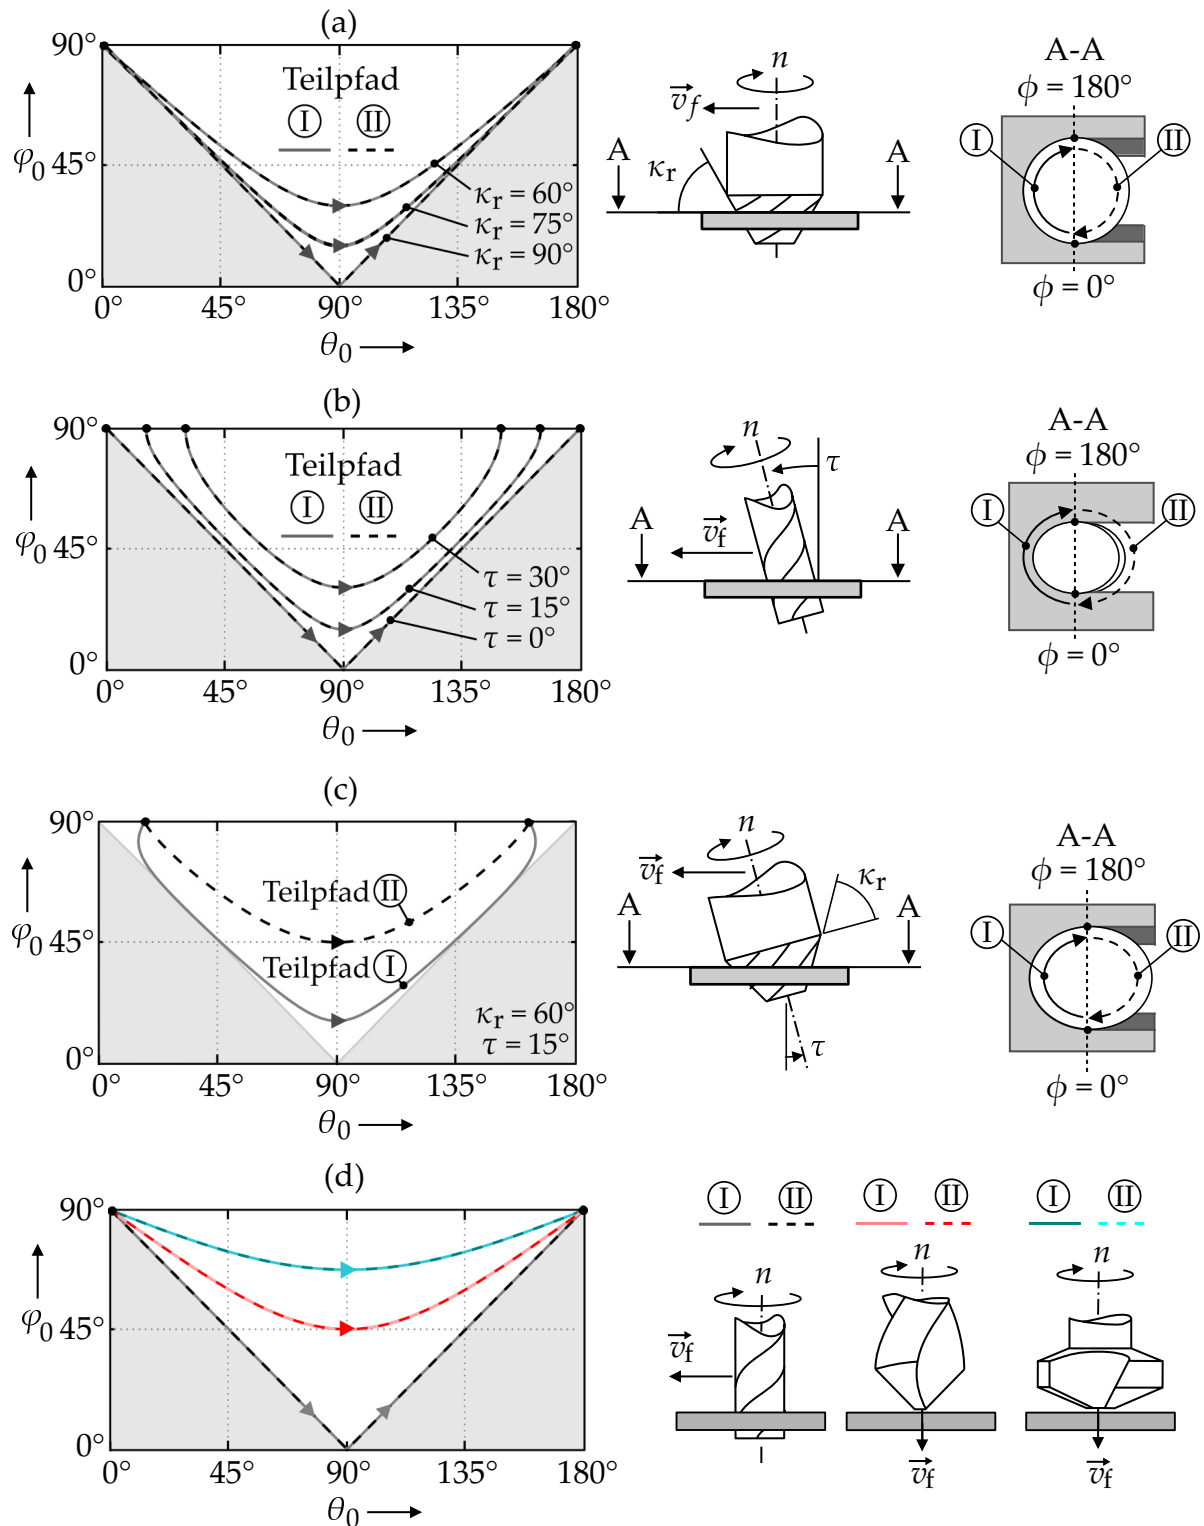 (a)
90°
45°
0°
φ₀
Teilpfad
Ⅰ Ⅱ
κr = 60°
κr = 75°
κr = 90°
0° 45° 90° 135° 180°
θ₀
n
vf
κr
A A
A-A
ϕ = 180°
Ⅰ Ⅱ
ϕ = 0°
(b)
90°
45°
0°
φ₀
Teilpfad
Ⅰ Ⅱ
τ = 30°
τ = 15°
τ = 0°
0° 45° 90° 135° 180°
θ₀
n
τ
vf
A A
A-A
ϕ = 180°
Ⅰ Ⅱ
ϕ = 0°
(c)
90°
45°
0°
φ₀
Teilpfad Ⅱ
Teilpfad Ⅰ
κr = 60°
τ = 15°
0° 45° 90° 135° 180°
θ₀
n
vf
κr
A A
τ
A-A
ϕ = 180°
Ⅰ Ⅱ
ϕ = 0°
(d)
90°
45°
0°
φ₀
0° 45° 90° 135° 180°
θ₀
Ⅰ Ⅱ Ⅰ Ⅱ Ⅰ Ⅱ
n n n
vf
vf vf